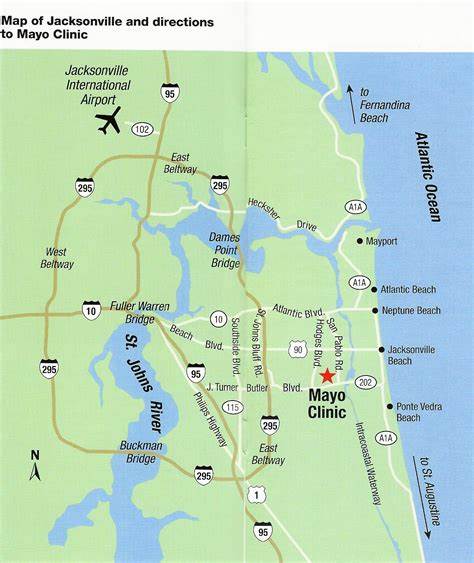 Map of Jacksonville and directions
to Mayo Clinic
Jacksonville
International
Airport
95
102
to
Fernandina
Beach
Atlantic Ocean
East
Beltway
295
295
Hecksher Drive
A1A
Dames
Point
Bridge
Mayport
West
Beltway
A1A
Atlantic Beach
10
Fuller Warren
Bridge
10
Atlantic Blvd.
Neptune Beach
Beach Blvd.
Southside Blvd.
St. Johns Bluff Rd.
90
Hodges Blvd.
San Pablo Rd.
Jacksonville
Beach
St. Johns
River
295
95
J. Turner Butler Blvd.
202
Mayo
Clinic
115
Philips Highway
295
Ponte Vedra
Beach
A1A
Buckman
Bridge
East
Beltway
Intracoastal Waterway
N
295
1
to St. Augustine
95